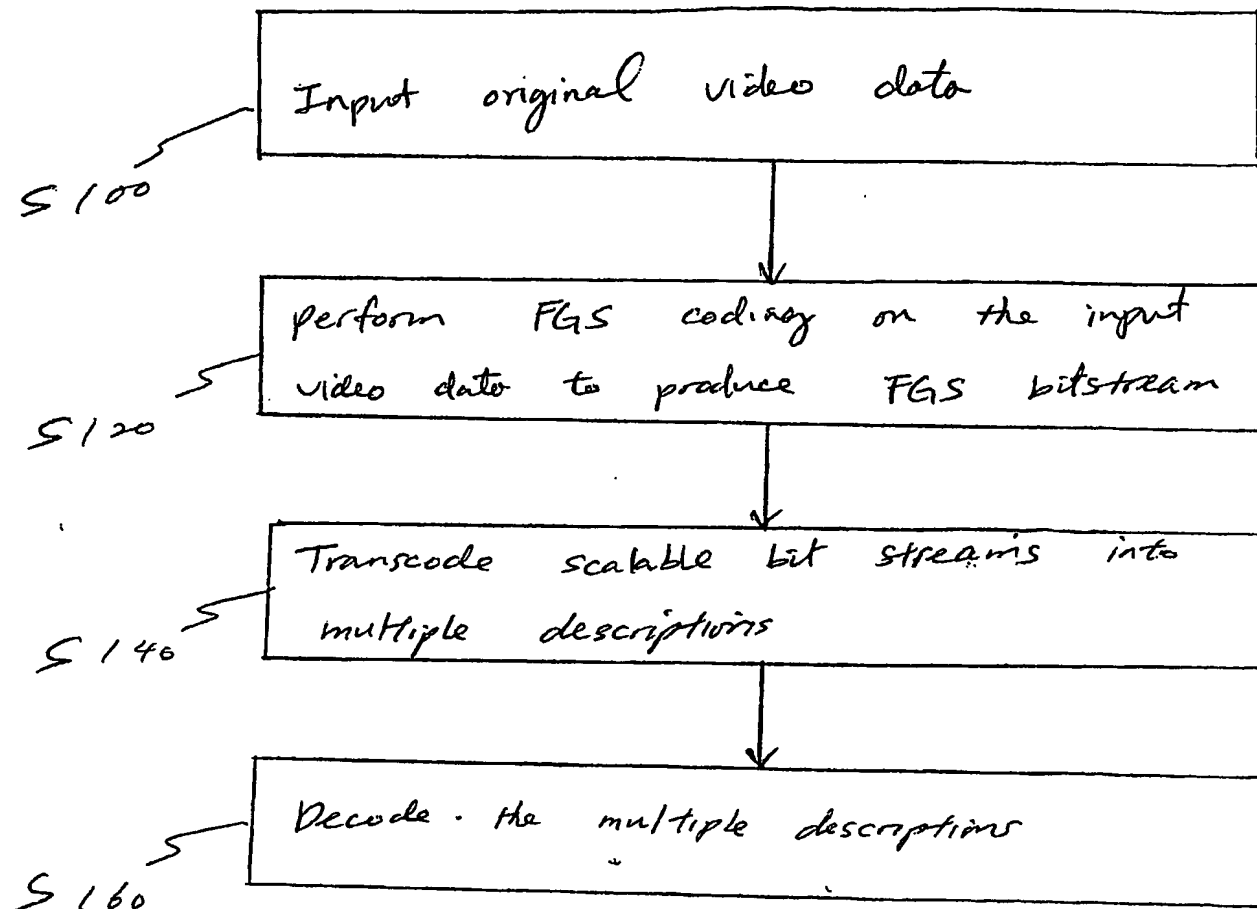 Input original video data
S100
perform FGS coding on the input
video data to produce FGS bitstream
S120
Transcode scalable bit streams into
multiple descriptions
S140
Decode the multiple descriptions
S160